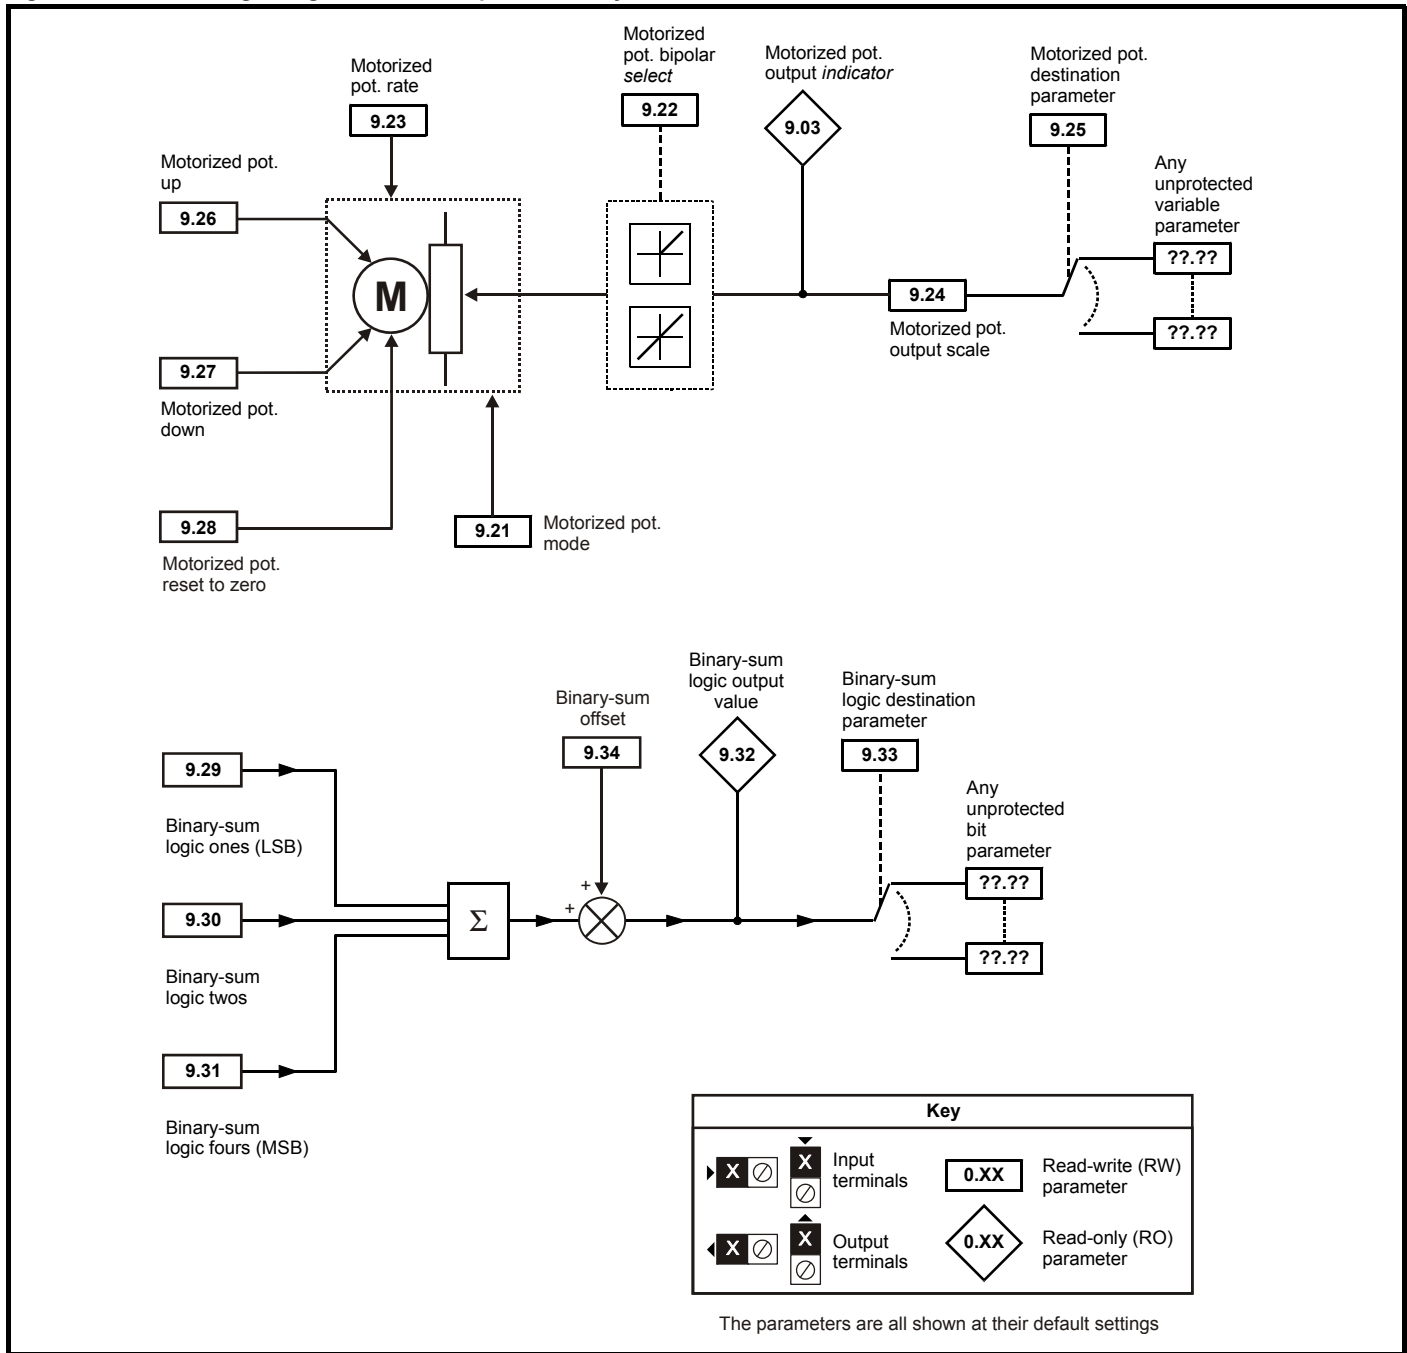 Motorized
pot. rate
9.23
Motorized
pot. bipolar
select
9.22
Motorized pot.
output indicator
9.03
Motorized pot.
destination
parameter
9.25
Any
unprotected
variable
parameter
??.??
??.??
Motorized pot.
up
9.26
M
9.24
Motorized pot.
output scale
9.27
Motorized pot.
down
9.28
Motorized pot.
reset to zero
9.21
Motorized pot.
mode
Binary-sum
offset
9.34
Binary-sum
logic output
value
9.32
Binary-sum
logic destination
parameter
9.33
Any
unprotected
bit
parameter
??.??
??.??
9.29
Binary-sum
logic ones (LSB)
9.30
Binary-sum
logic twos
Σ
+
+
9.31
Binary-sum
logic fours (MSB)
Key
X
X
Input
terminals
0.XX
Read-write (RW)
parameter
X
X
Output
terminals
0.XX
Read-only (RO)
parameter
The parameters are all shown at their default settings